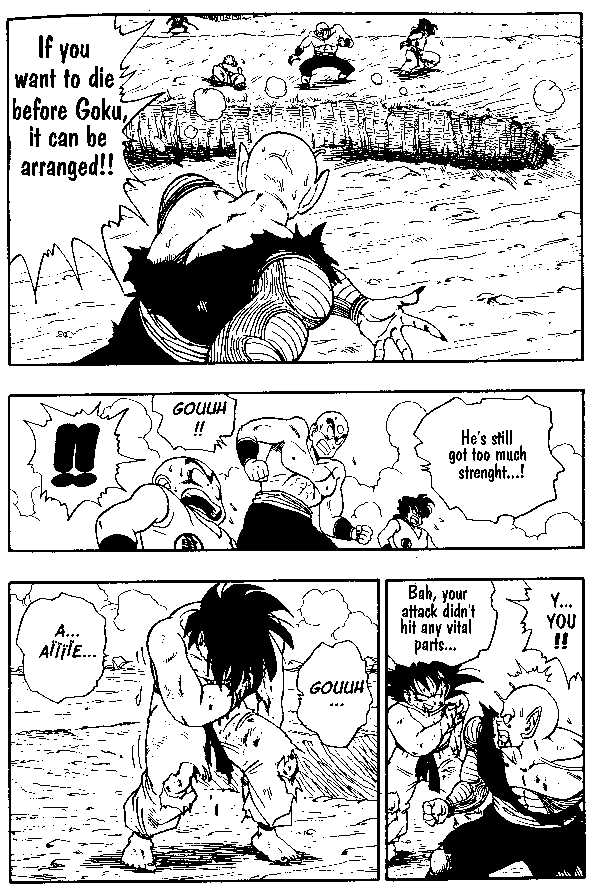 If you
want to die
before Goku,
it can be
arranged!!
!!
GOUUH
!!
He's still
got too much
strenght...!
A...
AÏÏÏE...
GOUUH
...
Bah, your
attack didn't
hit any vital
parts...
Y...
YOU
!!